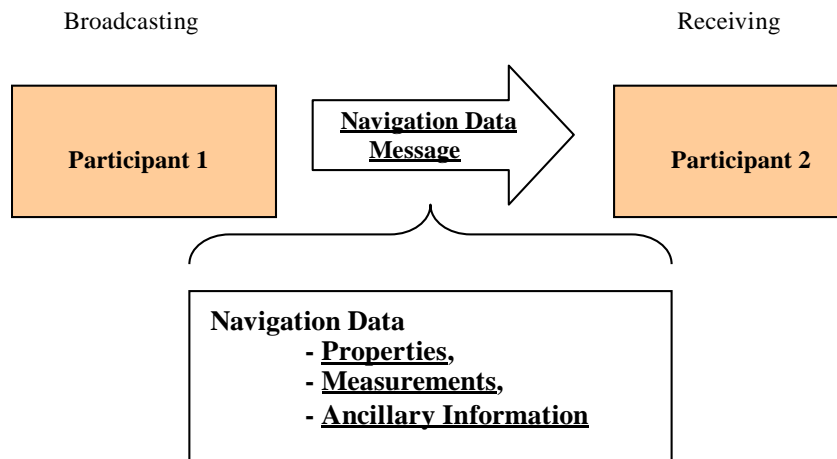 Broadcasting
Receiving
Participant 1
Navigation Data
Message
Participant 2
Navigation Data
- Properties,
- Measurements,
- Ancillary Information